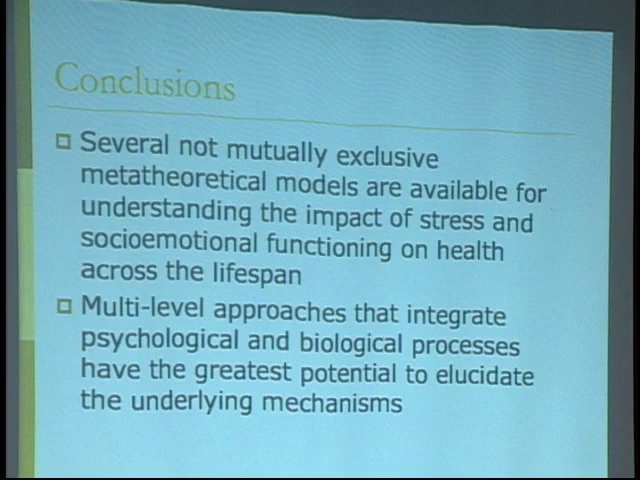 Conclusions
Several not mutually exclusive
metatheoretical models are available for
understanding the impact of stress and
socioemotional functioning on health
across the lifespan
Multi-level approaches that integrate
psychological and biological processes
have the greatest potential to elucidate
the underlying mechanisms